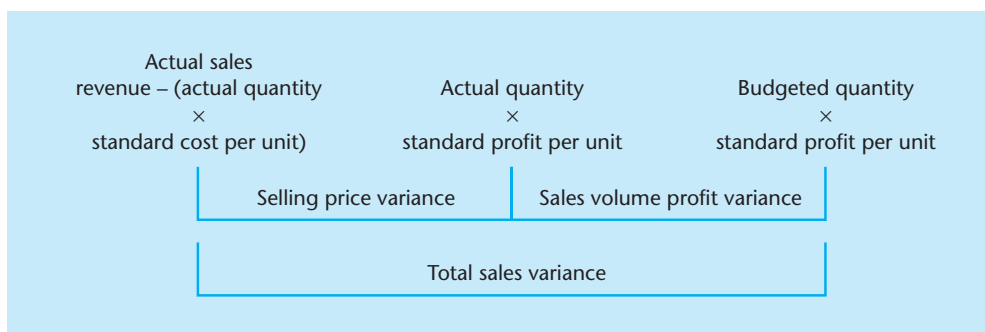 Actual sales
revenue – (actual quantity
×
standard cost per unit)
Actual quantity
×
standard profit per unit
Budgeted quantity
×
standard profit per unit
Selling price variance
Sales volume profit variance
Total sales variance